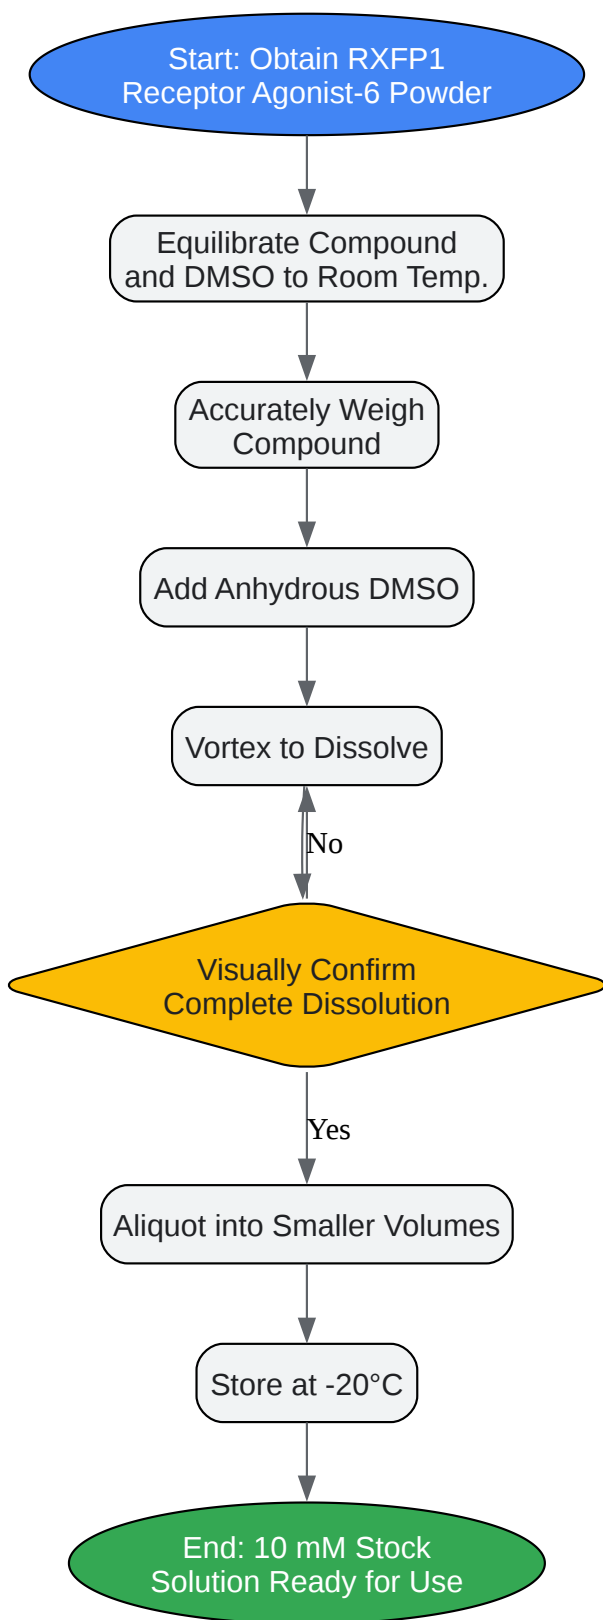 Start: Obtain RXFP1
Receptor Agonist-6 Powder
Equilibrate Compound
and DMSO to Room Temp.
Accurately Weigh
Compound
Add Anhydrous DMSO
Vortex to Dissolve
No
Visually Confirm
Complete Dissolution
Yes
Aliquot into Smaller Volumes
Store at -20°C
End: 10 mM Stock
Solution Ready for Use